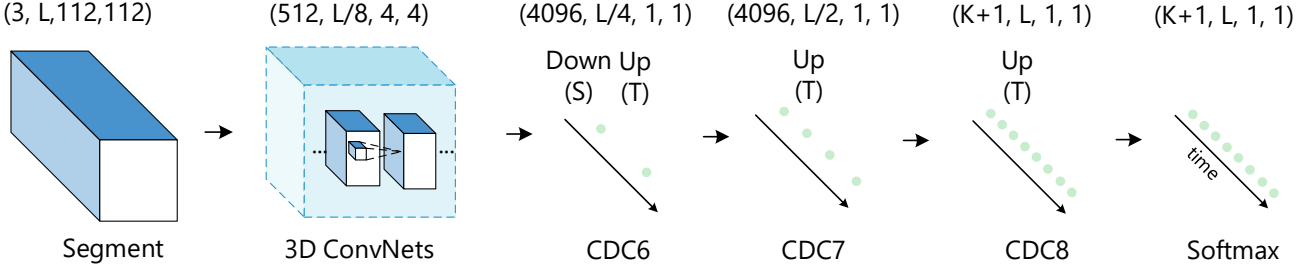 (3, L,112,112)
(512, L/8, 4, 4)
(4096, L/4, 1, 1)
(4096, L/2, 1, 1)
(K+1, L, 1, 1)
(K+1, L, 1, 1)
Down Up
(S) (T)
Up
(T)
Up
(T)
...
...
time
Segment
3D ConvNets
CDC6
CDC7
CDC8
Softmax